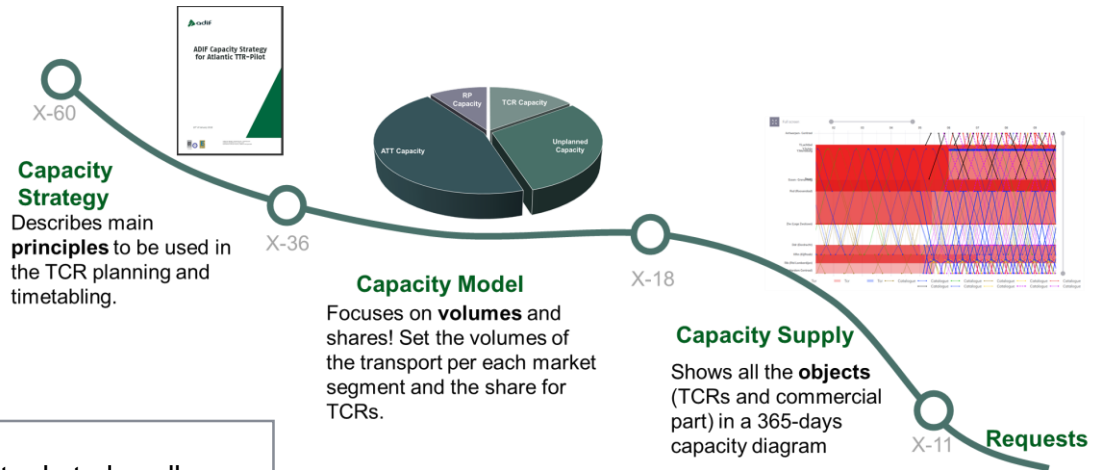 adif
ADIF Capacity Strategy
for Atlantic TTR-Pilot
X-60
Capacity
Strategy
Describes main
principles to be used in
the TCR planning and
timetabling.
X-36
RP
Capacity
TCR Capacity
ATT Capacity
Unplanned
Capacity
Capacity Model
Focuses on volumes and
shares! Set the volumes of
the transport per each market
segment and the share for
TCRs.
X-18
Capacity Supply
Shows all the objects
(TCRs and commercial
part) in a 365-days
capacity diagram
X-11
Requests